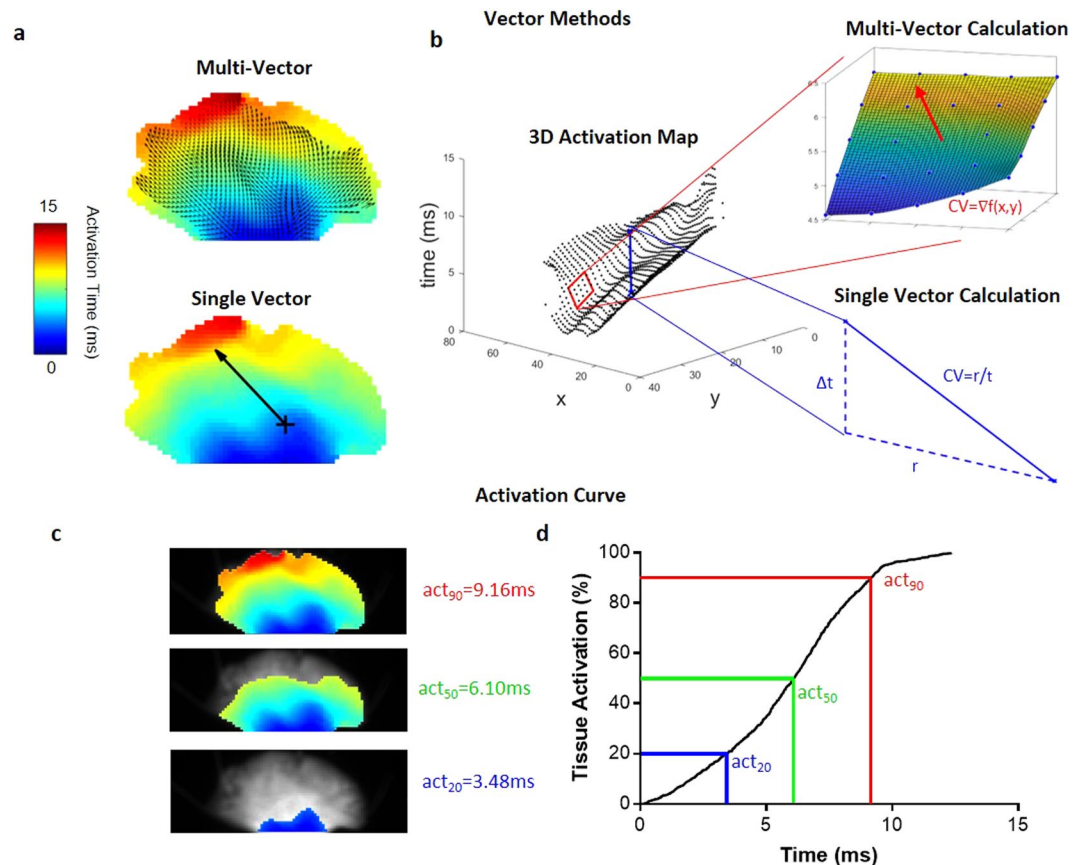 Vector Methods
a
Multi-Vector
15
Activation Time (ms)
0
Single Vector
b
3D Activation Map
15
10
5
0
time (ms)
80
60
40
20
0
x
40
30
20
10
0
y
Multi-Vector Calculation
6.5
6
5.5
5
4.5
CV=∇f(x,y)
Single Vector Calculation
Δt
CV=r/t
r
Activation Curve
c
act90=9.16ms
act50=6.10ms
act20=3.48ms
d
Tissue Activation (%)
100
80
60
40
20
0
act90
act50
act20
0
5
10
15
Time (ms)